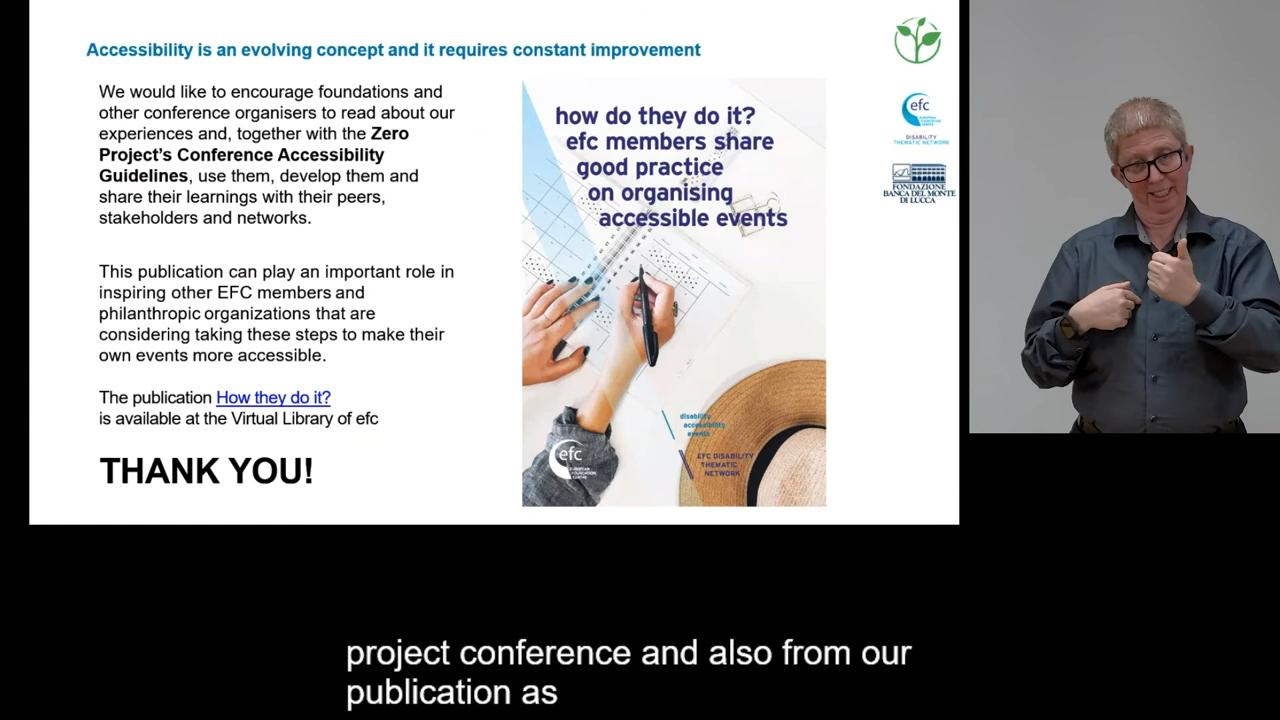 Accessibility is an evolving concept and it requires constant improvement
We would like to encourage foundations and
other conference organisers to read about our
experiences and, together with the Zero
Project's Conference Accessibility
Guidelines, use them, develop them and
share their learnings with their peers,
stakeholders and networks.
This publication can play an important role in
inspiring other EFC members and
philanthropic organizations that are
considering taking these steps to make their
own events more accessible.
The publication How they do it?
is available at the Virtual Library of efc
THANK YOU!
how do they do it?
efc members share
good practice
on organising
accessible events
disability
accessibility
events
EFC DISABILITY
THEMATIC
NETWORK
efc
EUROPEAN
FOUNDATION
CENTRE
efc
EUROPEAN
FOUNDATION
CENTRE
DISABILITY
THEMATIC NETWORK
FONDAZIONE
BANCA DEL MONTE
DI LUCCA
project conference and also from our
publication as